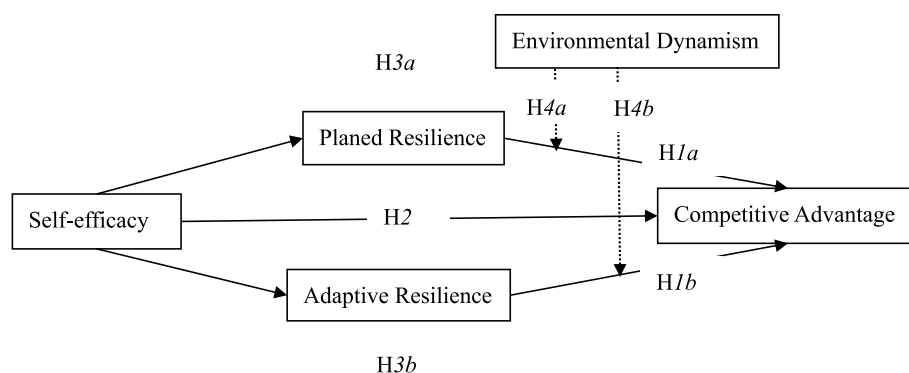 Environmental Dynamism
H3a
H4a
H4b
Planed Resilience
H1a
Self-efficacy
H2
Competitive Advantage
Adaptive Resilience
H1b
H3b